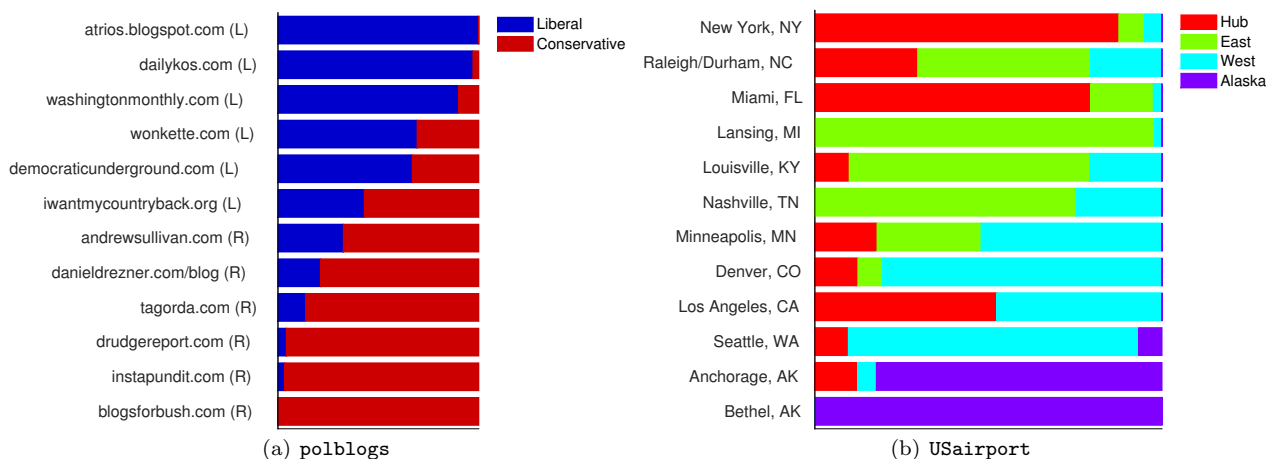 atrios.blogspot.com (L)
dailykos.com (L)
washingtonmonthly.com (L)
wonkette.com (L)
democraticunderground.com (L)
iwantmycountryback.org (L)
andrewsullivan.com (R)
danieldrezner.com/blog (R)
tagorda.com (R)
drudgereport.com (R)
instapundit.com (R)
blogsforbush.com (R)
Liberal
Conservative
(a) polblogs
New York, NY
Raleigh/Durham, NC
Miami, FL
Lansing, MI
Louisville, KY
Nashville, TN
Minneapolis, MN
Denver, CO
Los Angeles, CA
Seattle, WA
Anchorage, AK
Bethel, AK
Hub
East
West
Alaska
(b) USairport